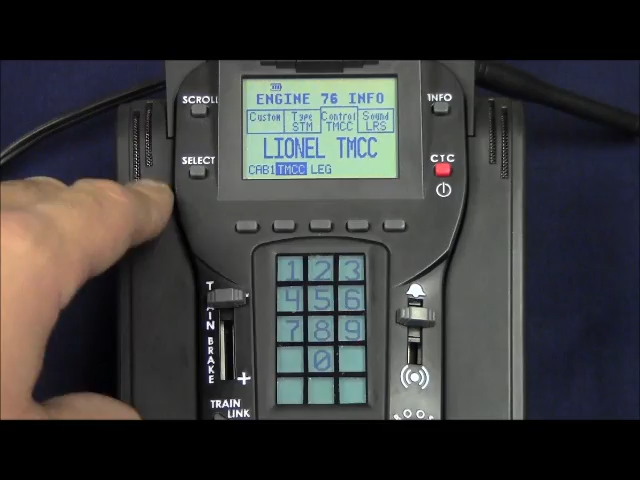 SCROLL
ENGINE 76 INFO
INFO
Custom Type Control Sound
STM TMCC LRS
LIONEL TMCC
SELECT
CTC
CAB1 TMCC LEG
1 2 3
4 5 6
7 8 9
0
TRAIN BRAKE
+
TRAIN
LINK